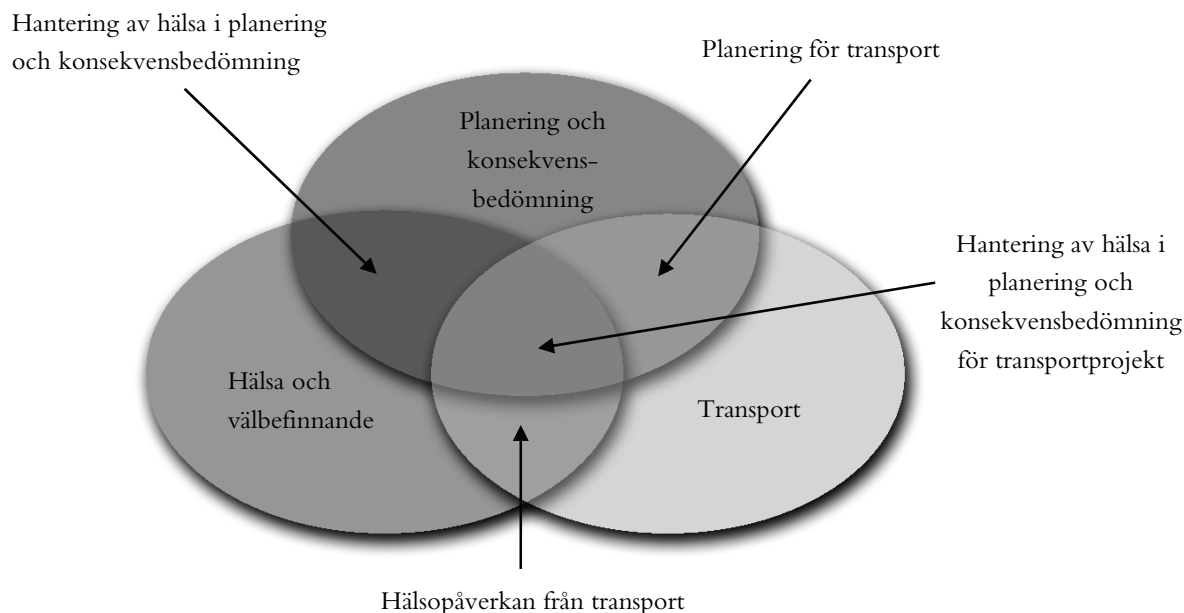 Hantering av hälsa i planering
och konsekvensbedömning
Planering för transport
Planering och
konsekvens-
bedömning
Hantering av hälsa i
planering och
konsekvensbedömning
för transportprojekt
Hälsa och
välbefinnande
Transport
Hälsopåverkan från transport